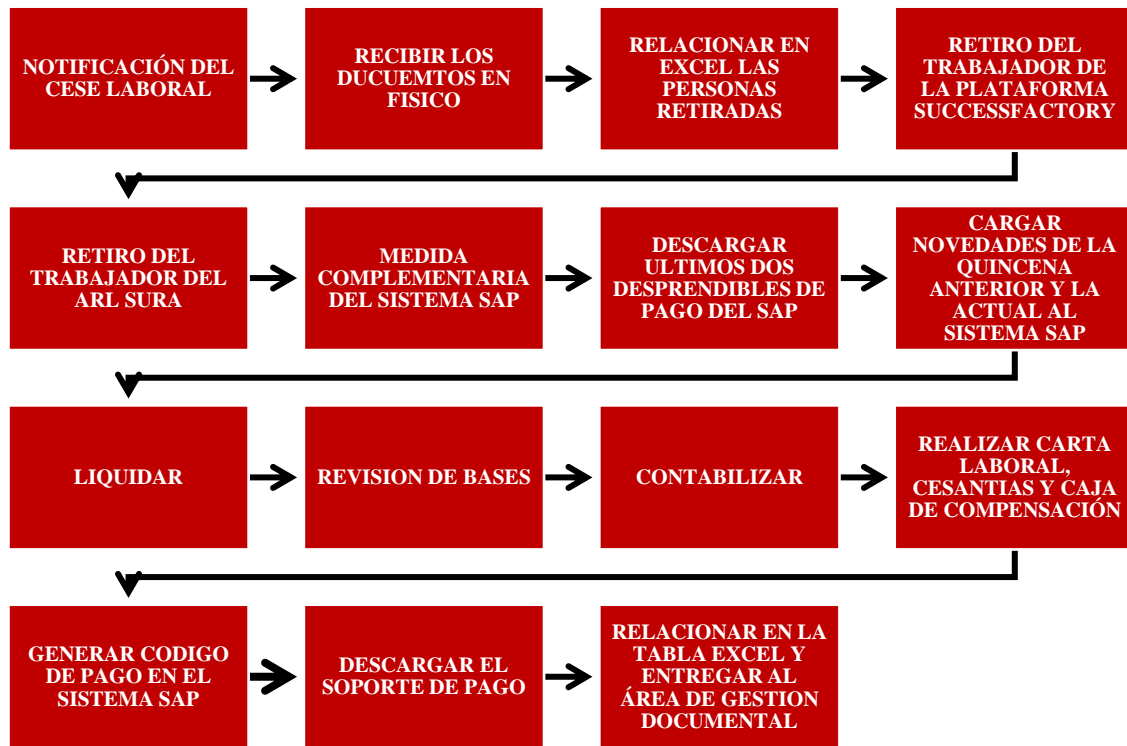 NOTIFICACIÓN DEL
CESE LABORAL
RECIBIR LOS
DUCUEMTOS EN
FISICO
RELACIONAR EN
EXCEL LAS
PERSONAS
RETIRADAS
RETIRO DEL
TRABAJADOR DE
LA PLATAFORMA
SUCCESSFACTORY
RETIRO DEL
TRABAJADOR DEL
ARL SURA
MEDIDA
COMPLEMENTARIA
DEL SISTEMA SAP
DESCARGAR
ULTIMOS DOS
DESPRENDIBLES DE
PAGO DEL SAP
CARGAR
NOVEDADES DE LA
QUINCENA
ANTERIOR Y LA
ACTUAL AL
SISTEMA SAP
LIQUIDAR
REVISION DE BASES
CONTABILIZAR
REALIZAR CARTA
LABORAL,
CESANTIAS Y CAJA
DE COMPENSACIÓN
GENERAR CODIGO
DE PAGO EN EL
SISTEMA SAP
DESCARGAR EL
SOPORTE DE PAGO
RELACIONAR EN LA
TABLA EXCEL Y
ENTREGAR AL
ÁREA DE GESTION
DOCUMENTAL